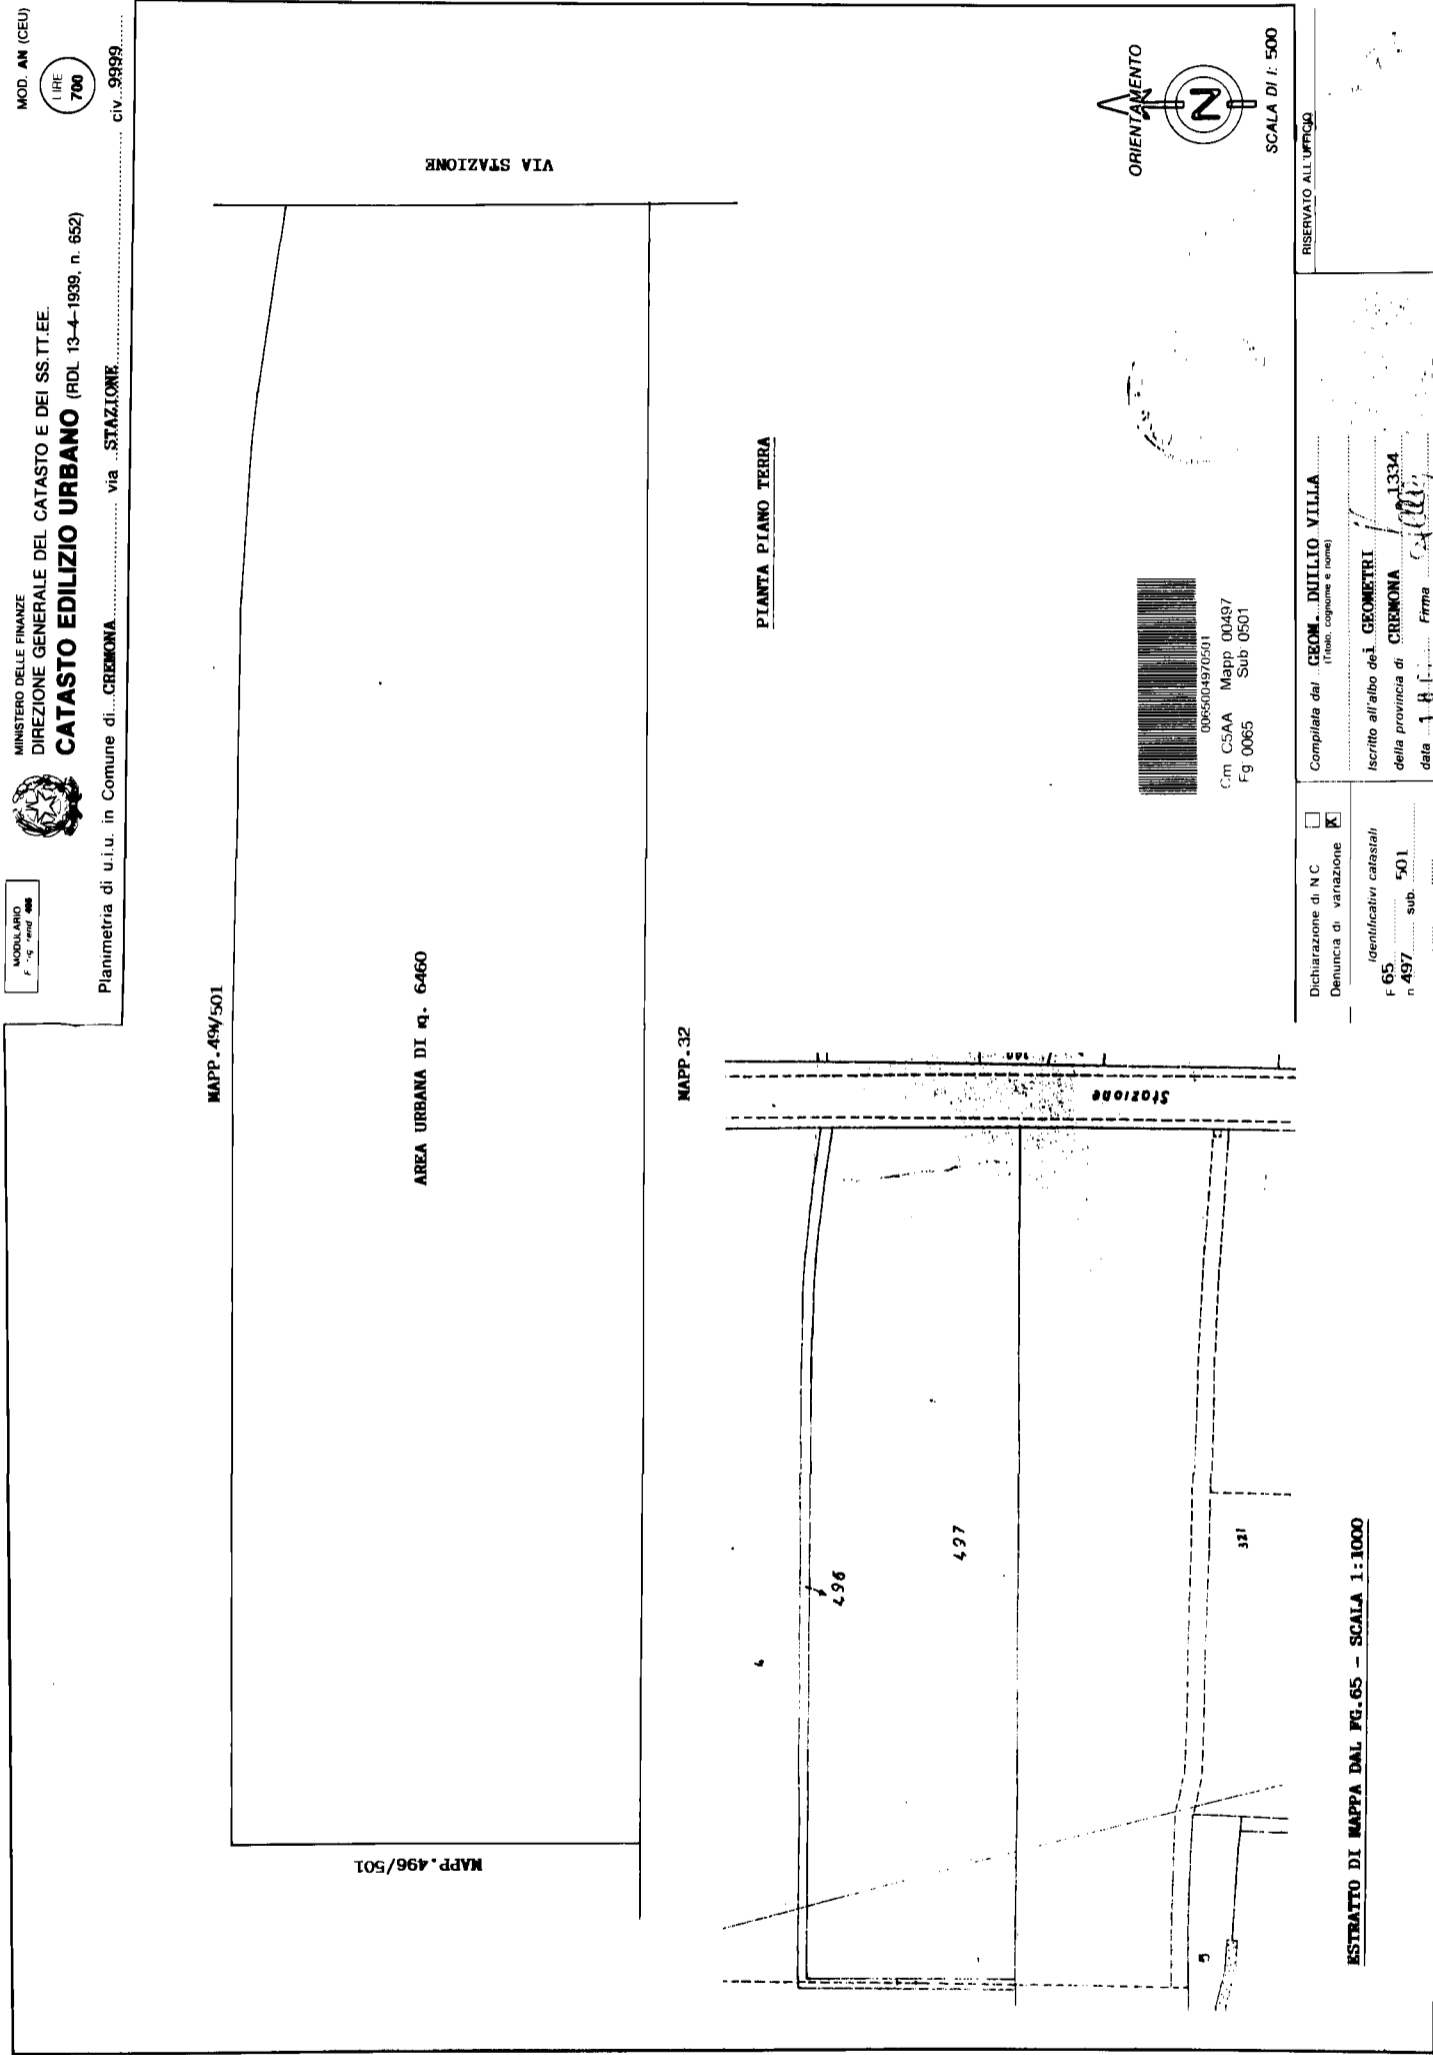 MODULARIO
MINISTERO DELLE FINANZE
DIREZIONE GENERALE DEL CATASTO E DEI SS.TT.EE.
CATASTO EDILIZIO URBANO (RDL 13-4-1939, n. 652)
MOD. AN (CEU)
LIRE
700
Planimetria di u.i.u. in Comune di CREMONA via STAZIONE civ. 9999
MAPP.496/501
VIA STAZIONE
AREA URBANA DI mq. 6460
MAPP.496/501
MAPP.32
PIANTA PIANO TERRA
Stazione
4
496
497
321
5
ESTRATTO DI MAPPA DAL FG.65 - SCALA 1:1000
ORIENTAMENTO
N
SCALA DI 1: 500
0065004970501
Cm C5AA Mapp 00497
Fg 0065 Sub 0501
Dichiarazione di N C
Denuncia di variazione X
Identificativi catastali
F 65
n 497 sub. 501
Compilata dal GEOM. DUILIO VILLA
(Titolo, cognome e nome)
Iscritto all'albo dei GEOMETRI
della provincia di CREMONA 1334
data Firma
RISERVATO ALL'UFFICIO